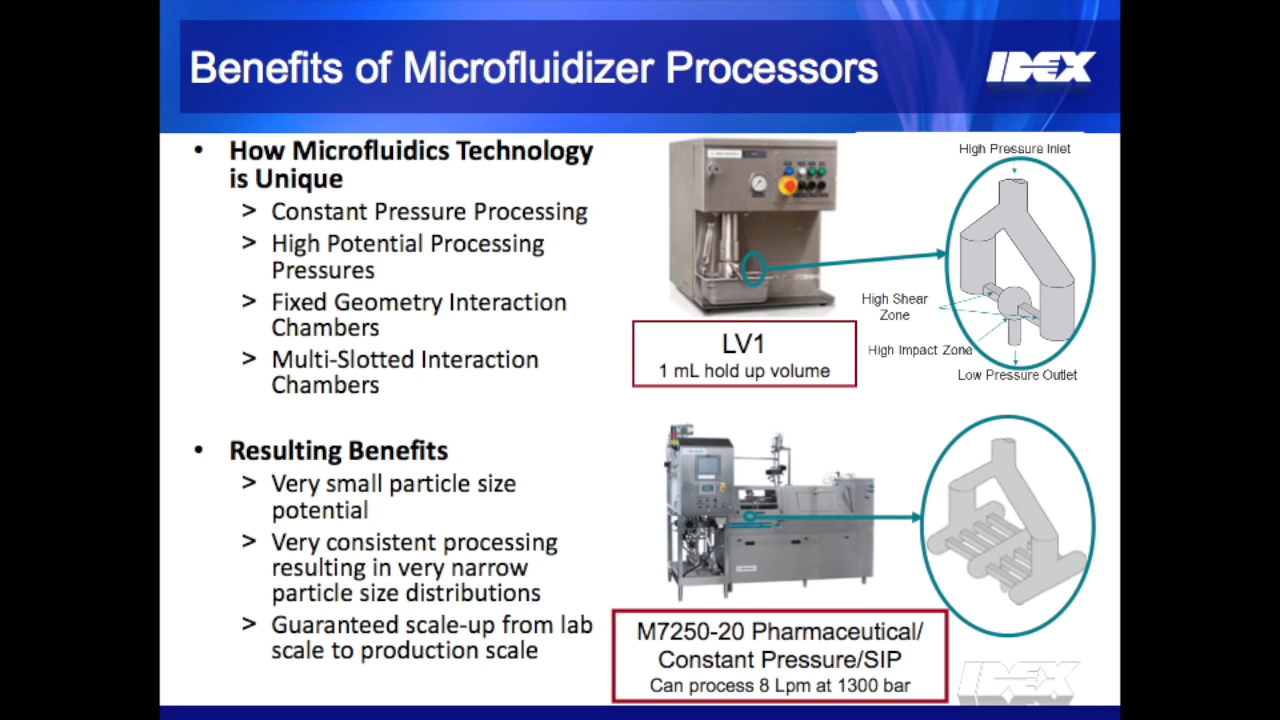 Benefits of Microfluidizer Processors
IDEX
• How Microfluidics Technology
is Unique
> Constant Pressure Processing
> High Potential Processing
Pressures
> Fixed Geometry Interaction
Chambers
> Multi-Slotted Interaction
Chambers
• Resulting Benefits
> Very small particle size
potential
> Very consistent processing
resulting in very narrow
particle size distributions
> Guaranteed scale-up from lab
scale to production scale
High Pressure Inlet
High Shear
Zone
High Impact Zone
Low Pressure Outlet
LV1
1 mL hold up volume
M7250-20 Pharmaceutical/
Constant Pressure/SIP
Can process 8 Lpm at 1300 bar
IDEX